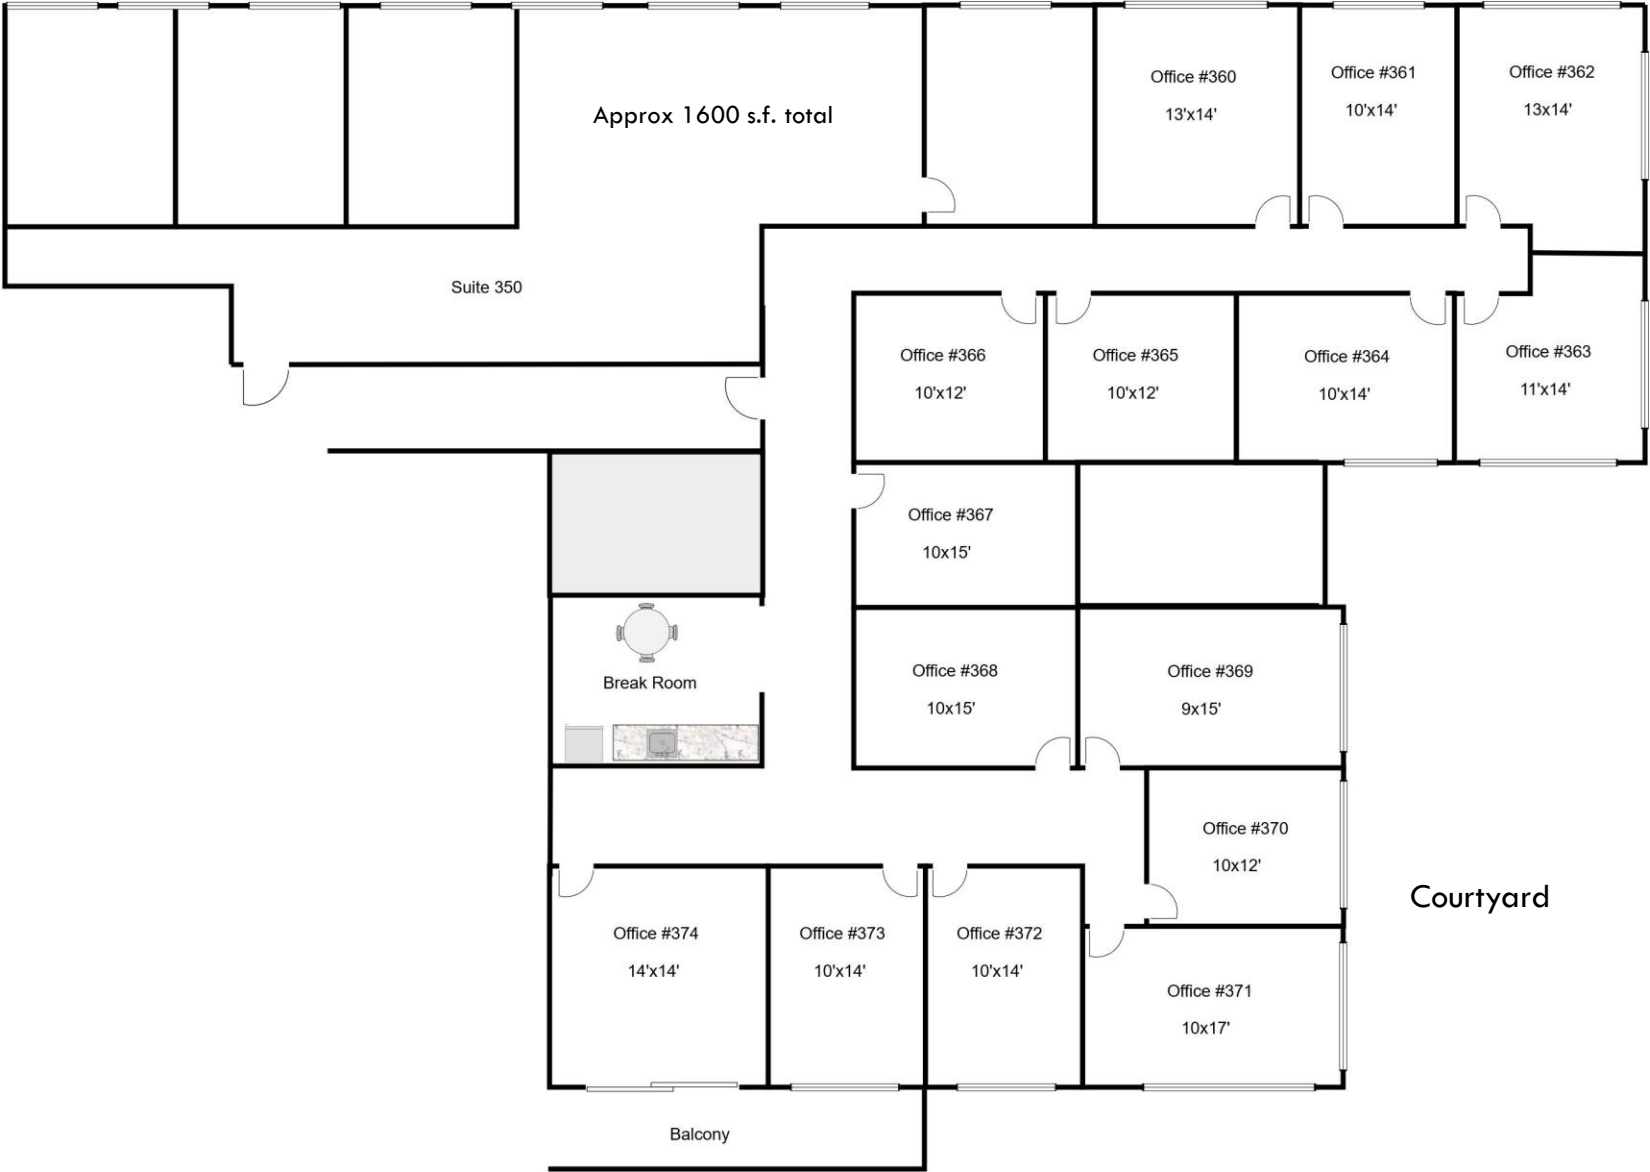 Approx 1600 s.f. total
Office #360
13'x14'
Office #361
10'x14'
Office #362
13x14'
Suite 350
Office #366
10'x12'
Office #365
10'x12'
Office #364
10'x14'
Office #363
11'x14'
Office #367
10x15'
Break Room
Office #368
10x15'
Office #369
9x15'
Office #370
10x12'
Courtyard
Office #374
14'x14'
Office #373
10'x14'
Office #372
10'x14'
Office #371
10x17'
Balcony